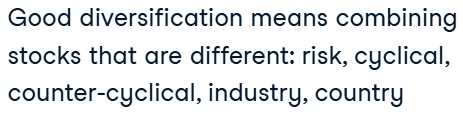 Good diversification means combining
stocks that are different: risk, cyclical,
counter-cyclical, industry, country